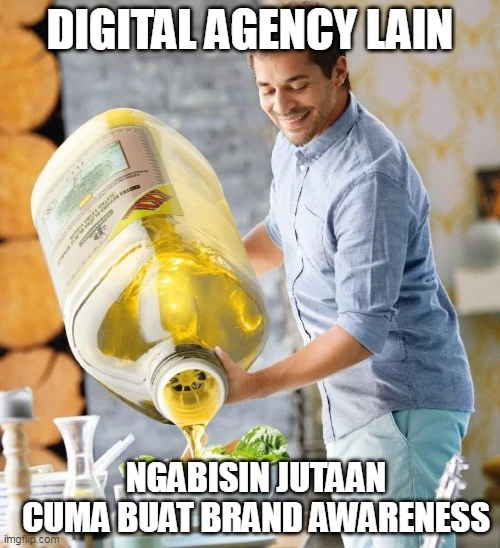 DIGITAL AGENCY LAIN
NGABISIN JUTAAN
CUMA BUAT BRAND AWARENESS
imgflip.com